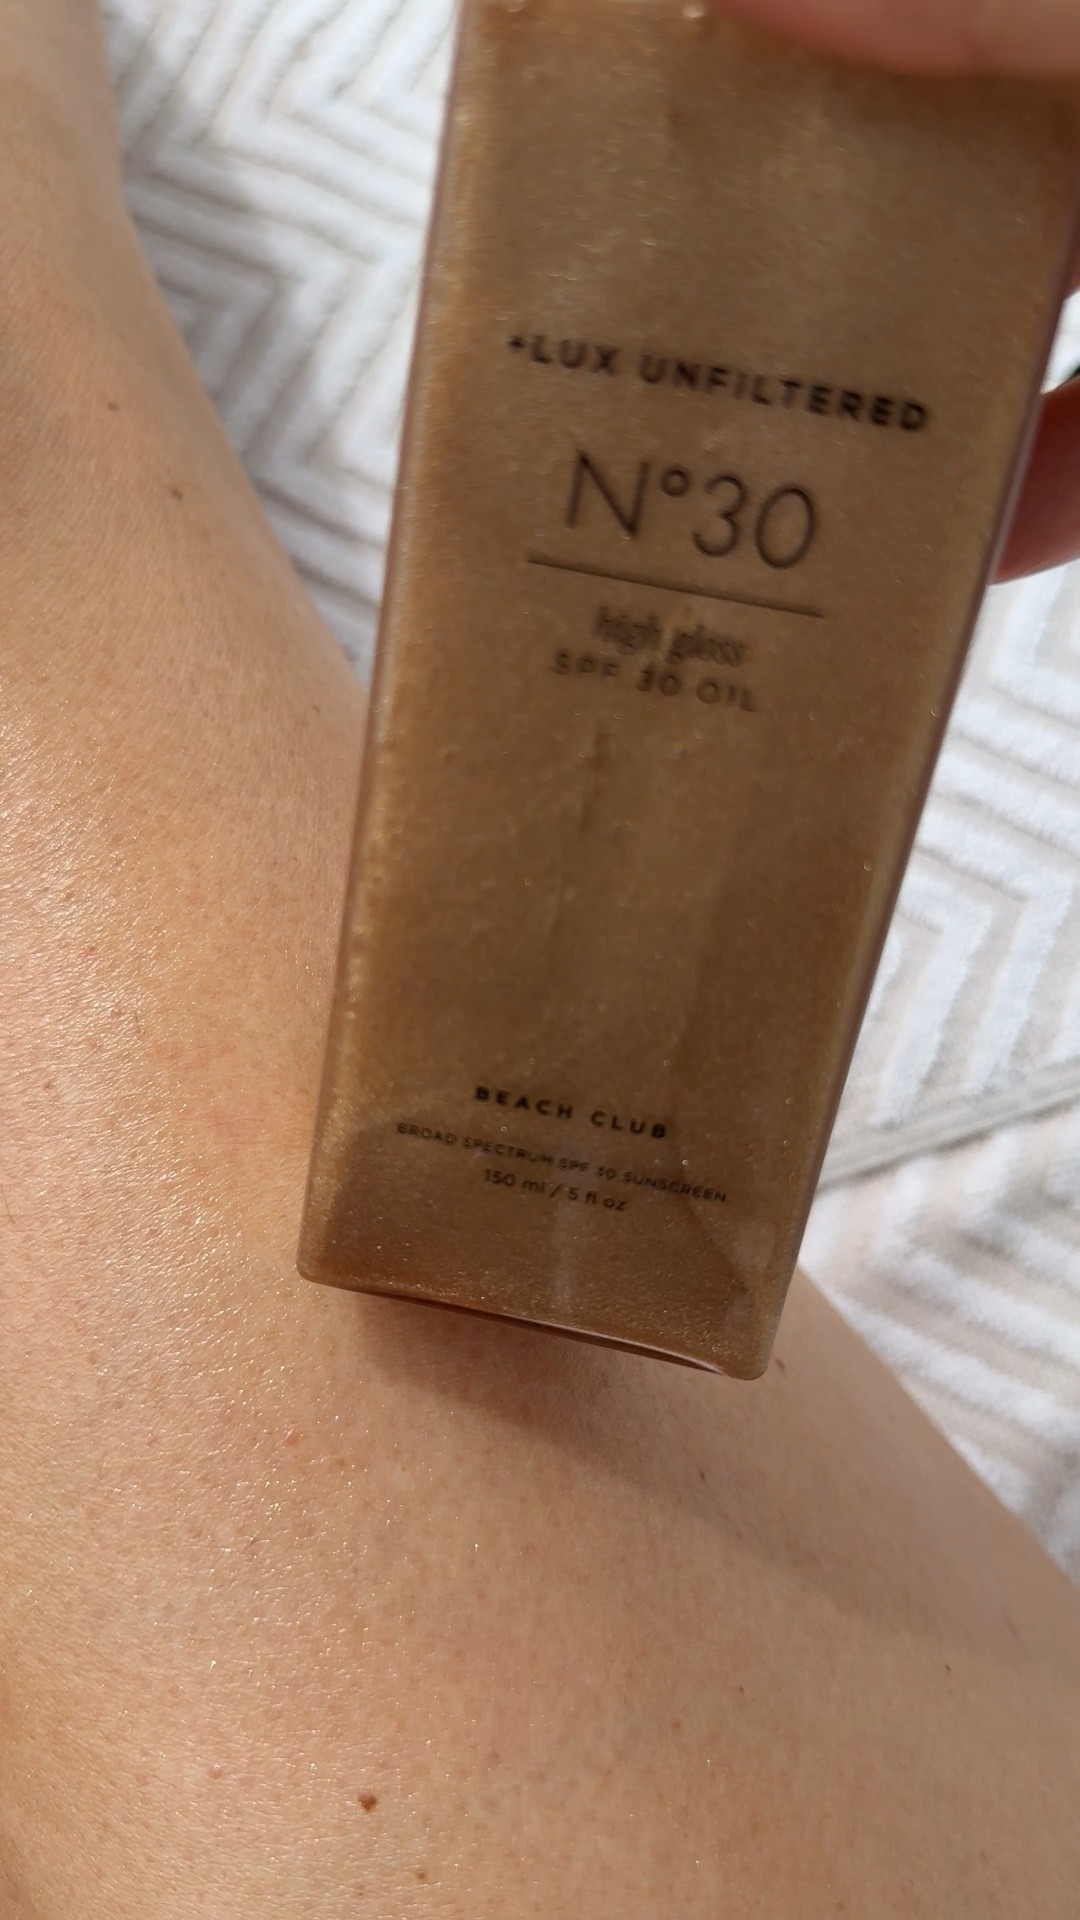 +LUX UNFILTERED
N°30
high gloss
SPF 30 OIL
BEACH CLUB
BROAD SPECTRUM SPF 30 SUNSCREEN
150 ml / 5 fl oz